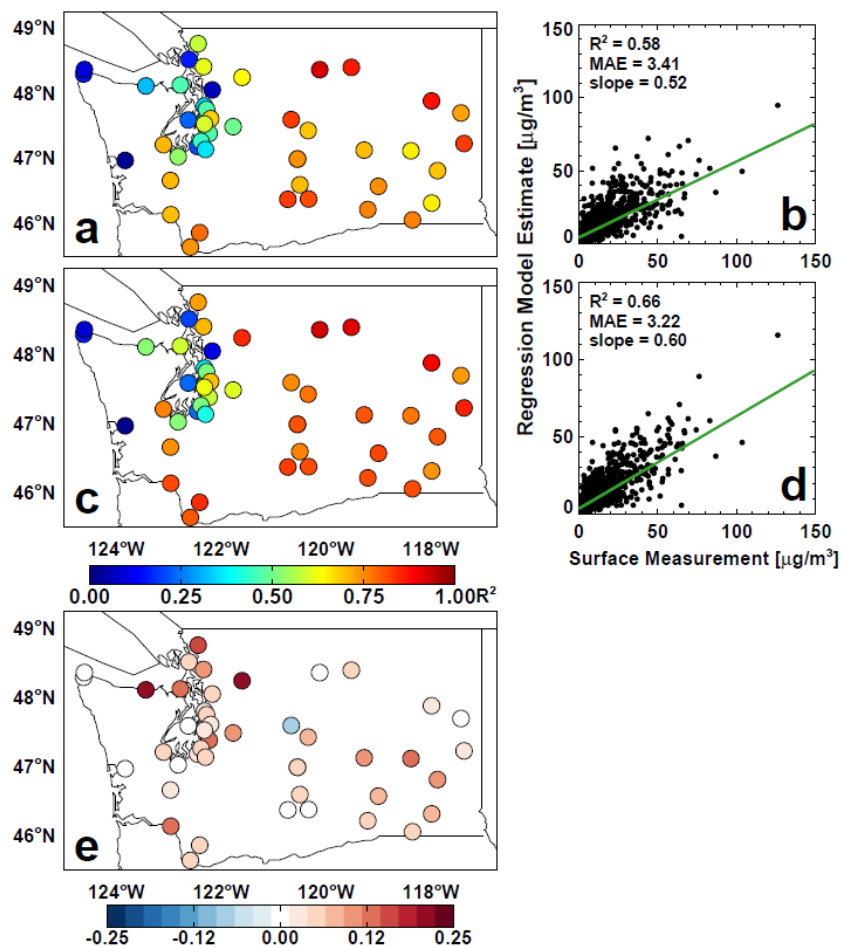 49°N
48°N
47°N
46°N
a
150
100
50
0
R² = 0.58
MAE = 3.41
slope = 0.52
b
0 50 100 150
Regression Model Estimate [µg/m³]
49°N
48°N
47°N
46°N
c
124°W 122°W 120°W 118°W
0.00 0.25 0.50 0.75 1.00R²
150
100
50
0
R² = 0.66
MAE = 3.22
slope = 0.60
d
0 50 100 150
Surface Measurement [µg/m³]
49°N
48°N
47°N
46°N
e
124°W 122°W 120°W 118°W
-0.25 -0.12 0.00 0.12 0.25